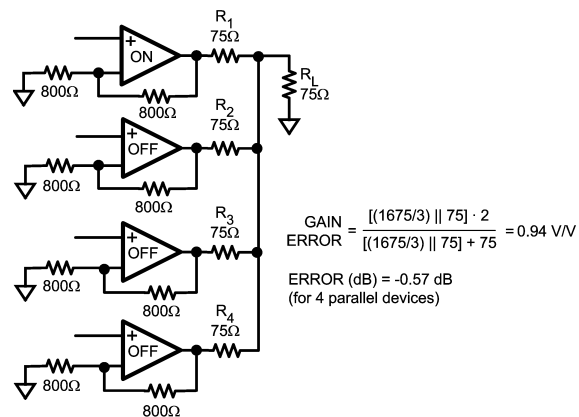 R1
75Ω
+
ON
800Ω
800Ω
RL
75Ω
R2
75Ω
+
OFF
800Ω
800Ω
R3
75Ω
+
OFF
800Ω
800Ω
GAIN ERROR = [(1675/3) || 75] · 2 / [(1675/3) || 75] + 75 = 0.94 V/V
ERROR (dB) = -0.57 dB
(for 4 parallel devices)
R4
75Ω
+
OFF
800Ω
800Ω